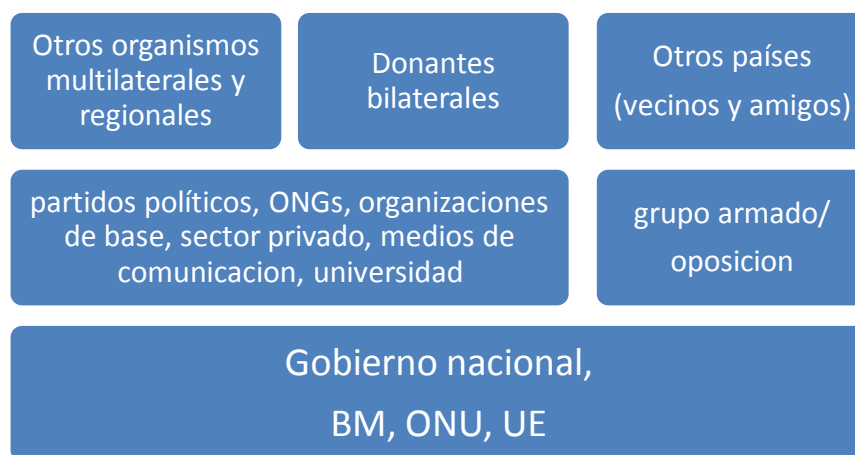 Otros organismos
multilaterales y
regionales
Donantes
bilaterales
Otros países
(vecinos y amigos)
partidos políticos, ONGs, organizaciones
de base, sector privado, medios de
comunicacion, universidad
grupo armado/
oposicion
Gobierno nacional,
BM, ONU, UE